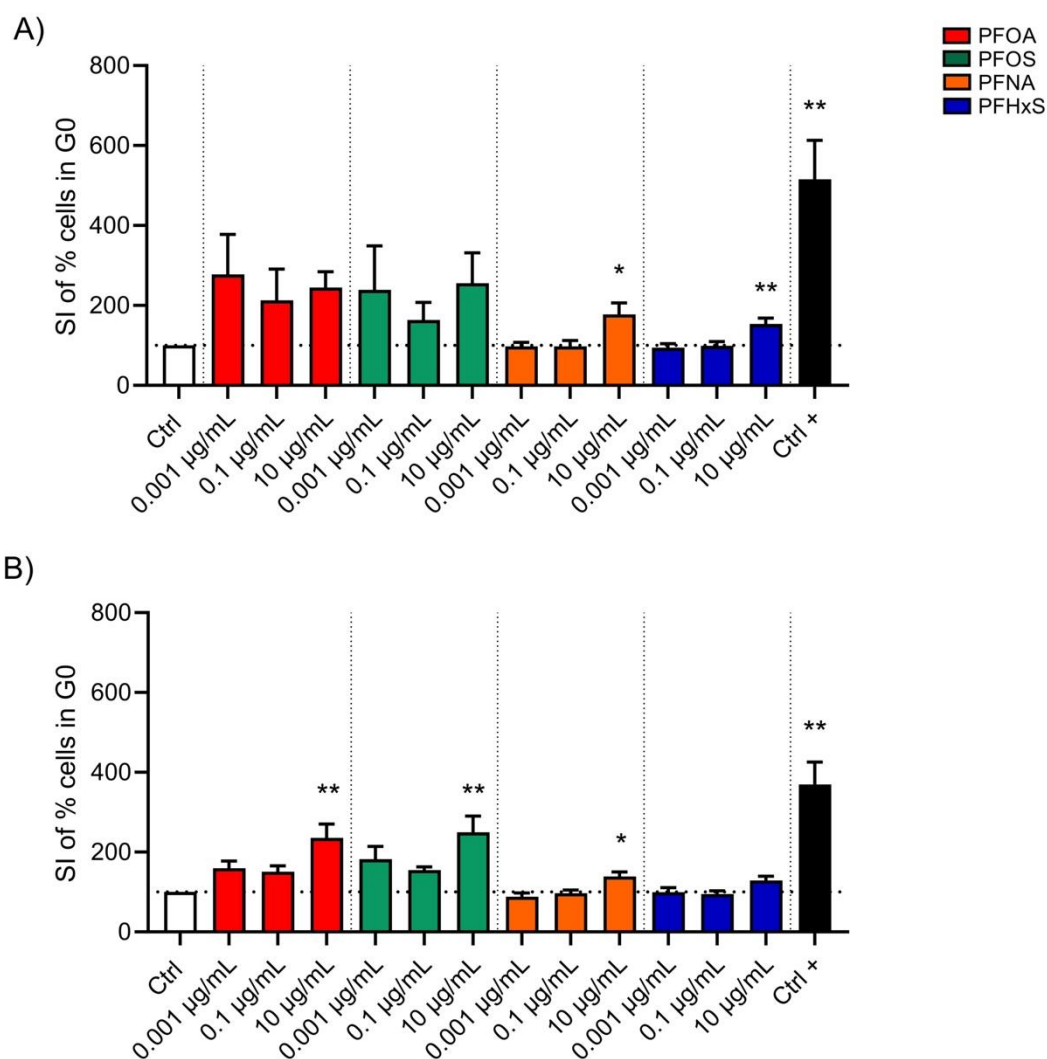 A)
PFOA
PFOS
PFNA
PFHxS
SI of % cells in G0
800
600
400
200
0
**
*
**
Ctrl
0.001 µg/mL
0.1 µg/mL
10 µg/mL
0.001 µg/mL
0.1 µg/mL
10 µg/mL
0.001 µg/mL
0.1 µg/mL
10 µg/mL
0.001 µg/mL
0.1 µg/mL
10 µg/mL
Ctrl +
B)
SI of % cells in G0
800
600
400
200
0
**
**
**
*
Ctrl
0.001 µg/mL
0.1 µg/mL
10 µg/mL
0.001 µg/mL
0.1 µg/mL
10 µg/mL
0.001 µg/mL
0.1 µg/mL
10 µg/mL
0.001 µg/mL
0.1 µg/mL
10 µg/mL
Ctrl +